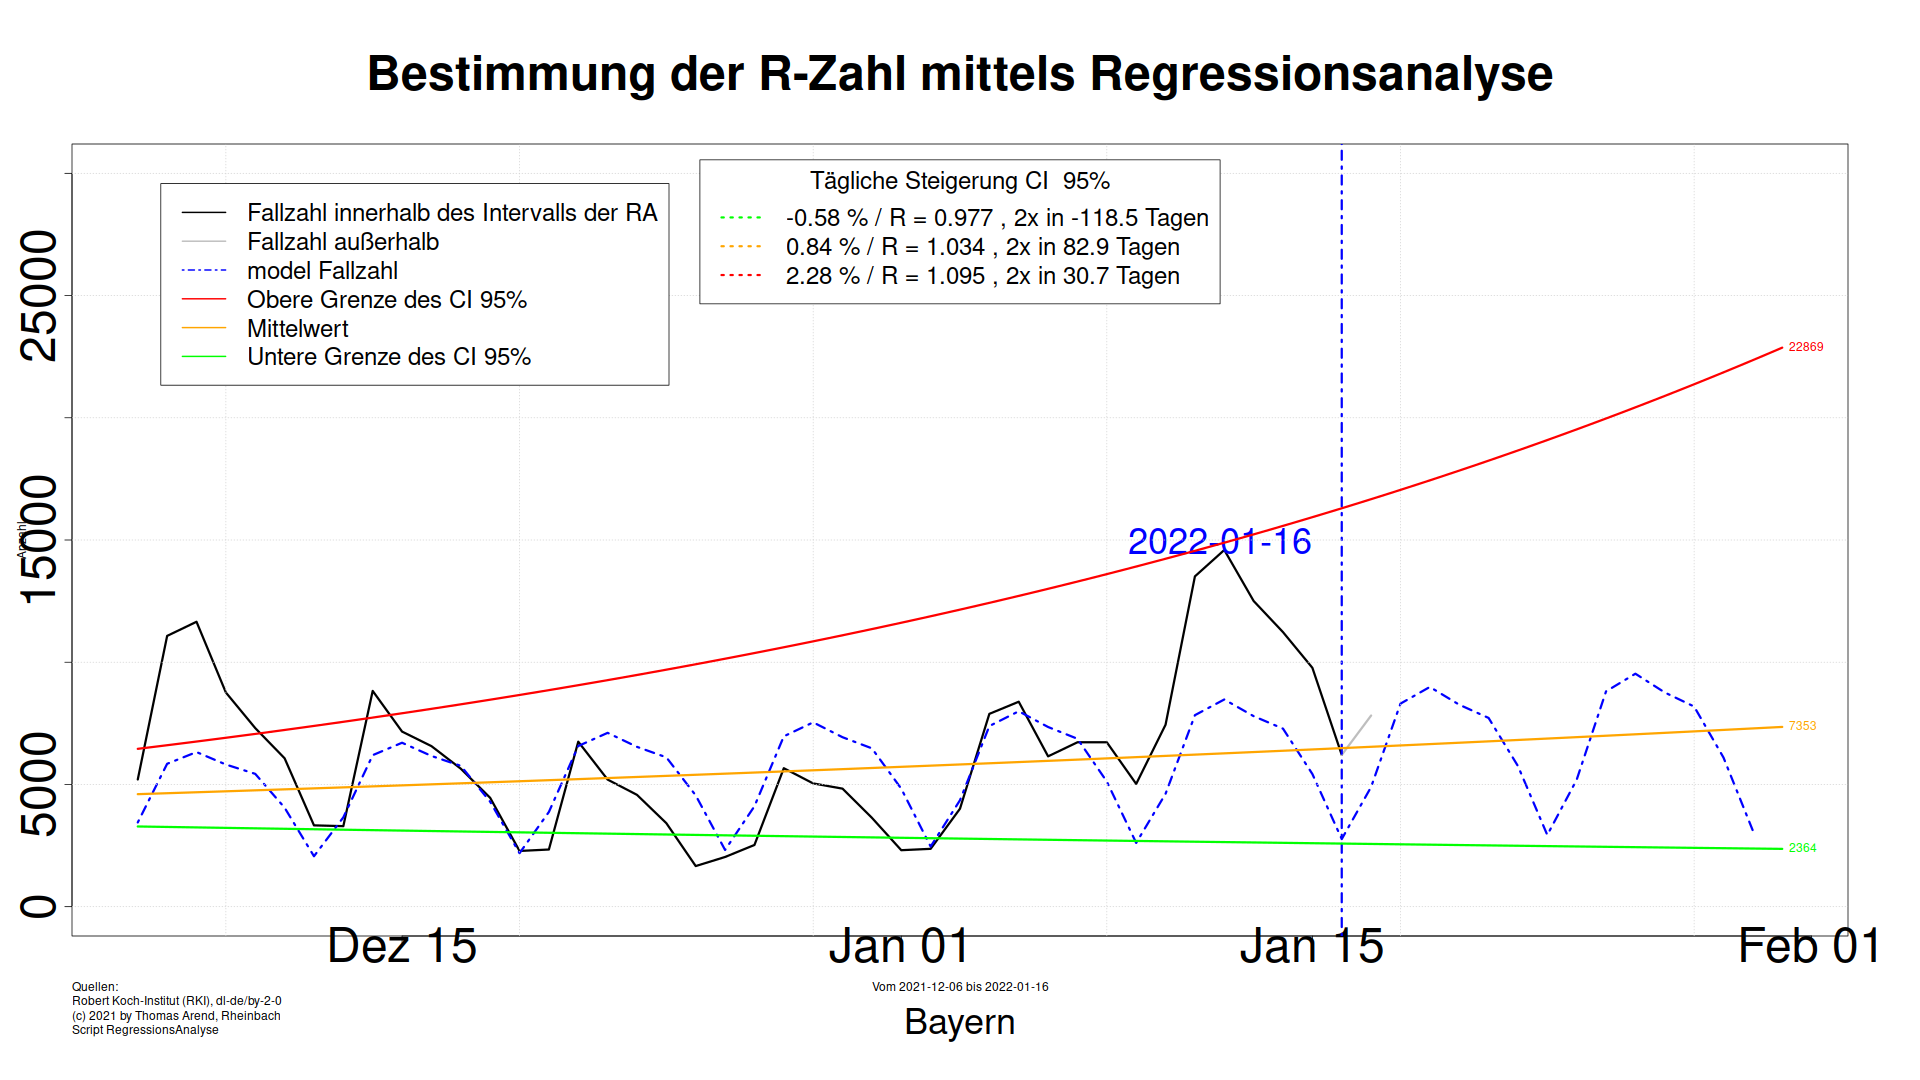 Bestimmung der R-Zahl mittels Regressionsanalyse
Fallzahl innerhalb des Intervalls der RA
Fallzahl außerhalb
model Fallzahl
Obere Grenze des CI 95%
Mittelwert
Untere Grenze des CI 95%
Tägliche Steigerung CI 95%
-0.58 % / R = 0.977 , 2x in -118.5 Tagen
0.84 % / R = 1.034 , 2x in 82.9 Tagen
2.28 % / R = 1.095 , 2x in 30.7 Tagen
25000
15000
5000
0
Anzahl
2022-01-16
22869
7353
2364
Dez 15
Jan 01
Jan 15
Feb 01
Quellen:
Robert Koch-Institut (RKI), dl-de/by-2-0
(c) 2021 by Thomas Arend, Rheinbach
Script RegressionsAnalyse
Vom 2021-12-06 bis 2022-01-16
Bayern